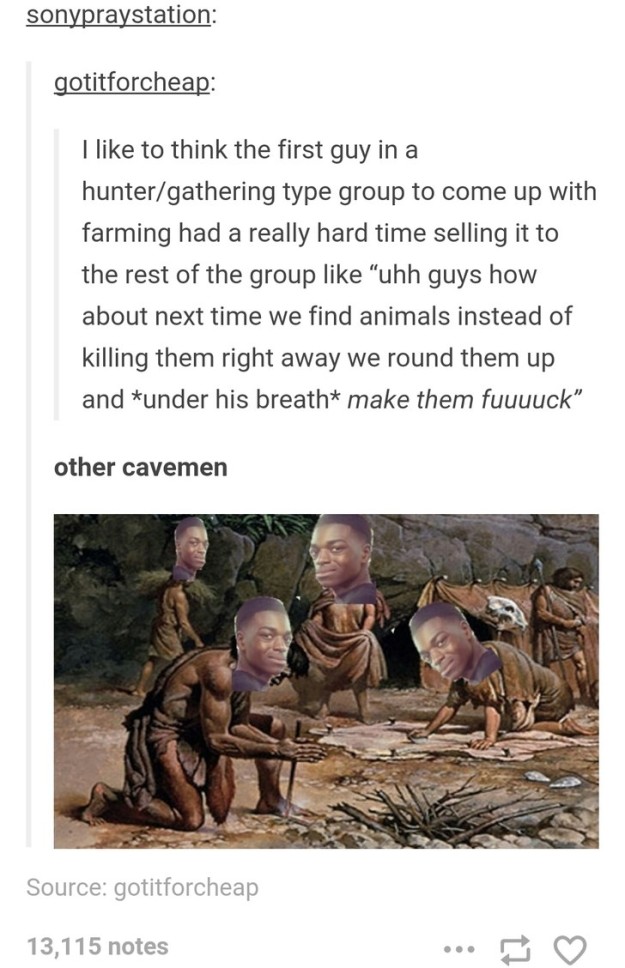 sonypraystation:
gotitforcheap:
I like to think the first guy in a
hunter/gathering type group to come up with
farming had a really hard time selling it to
the rest of the group like “uhh guys how
about next time we find animals instead of
killing them right away we round them up
and *under his breath* make them fuuuuck”
other cavemen
Source: gotitforcheap
13,115 notes